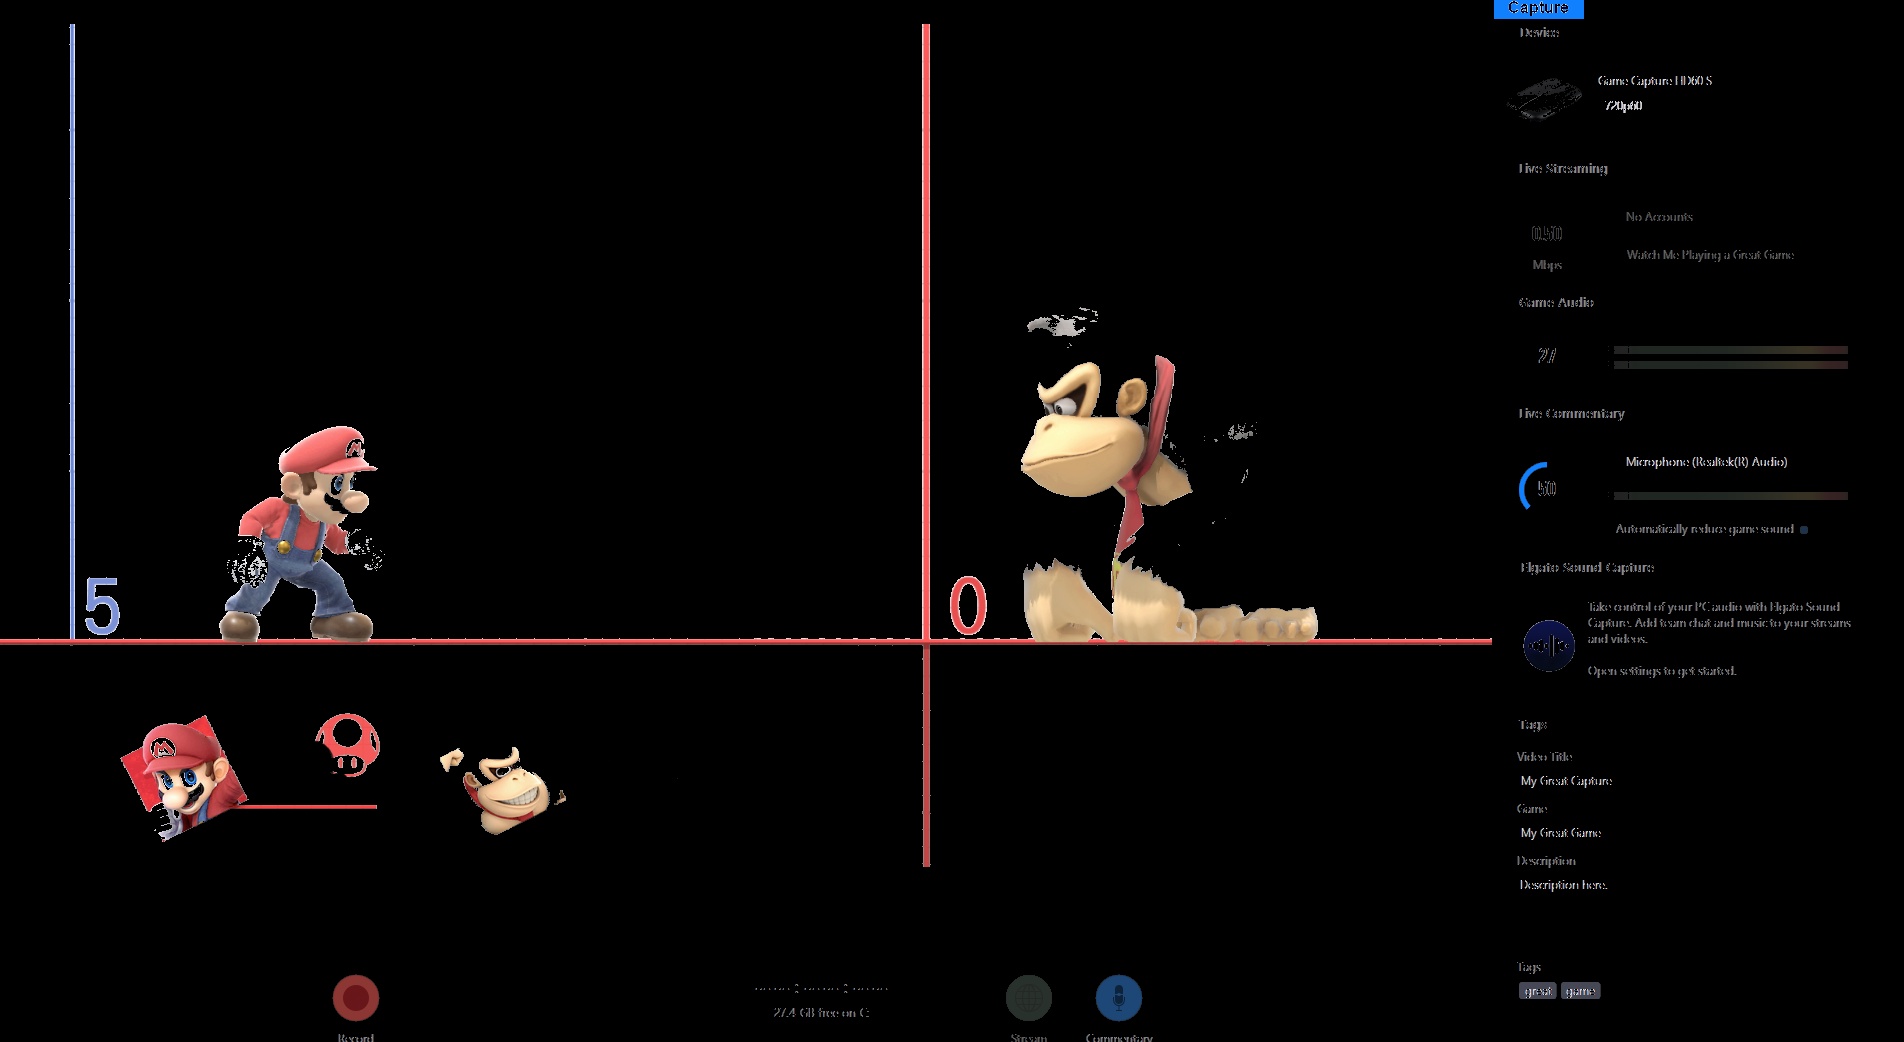 Capture
Device
Game Capture HD60 S
720p60
Live Streaming
No Accounts
0.50
Mbps
Watch Me Playing a Great Game
Game Audio
27
Live Commentary
Microphone (Realtek(R) Audio)
50
Automatically reduce game sound
Elgato Sound Capture
Take control of your PC audio with Elgato Sound
Capture. Add team chat and music to your streams
and videos.
Open settings to get started.
5
0
M
M
Tags
Video Title
My Great Capture
Game
My Great Game
Description
Description here.
Tags
great game
27.4 GB free on C:
Record
Stream
Commentary